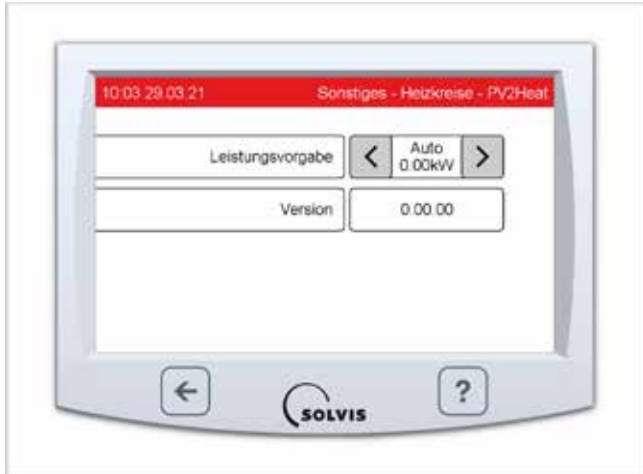 10:03 29.03.21 Sonstiges - Heizkreise - PV2Heat
Leistungsvorgabe < Auto
0.00kW >
Version 0.00.00
?
SOLVIS